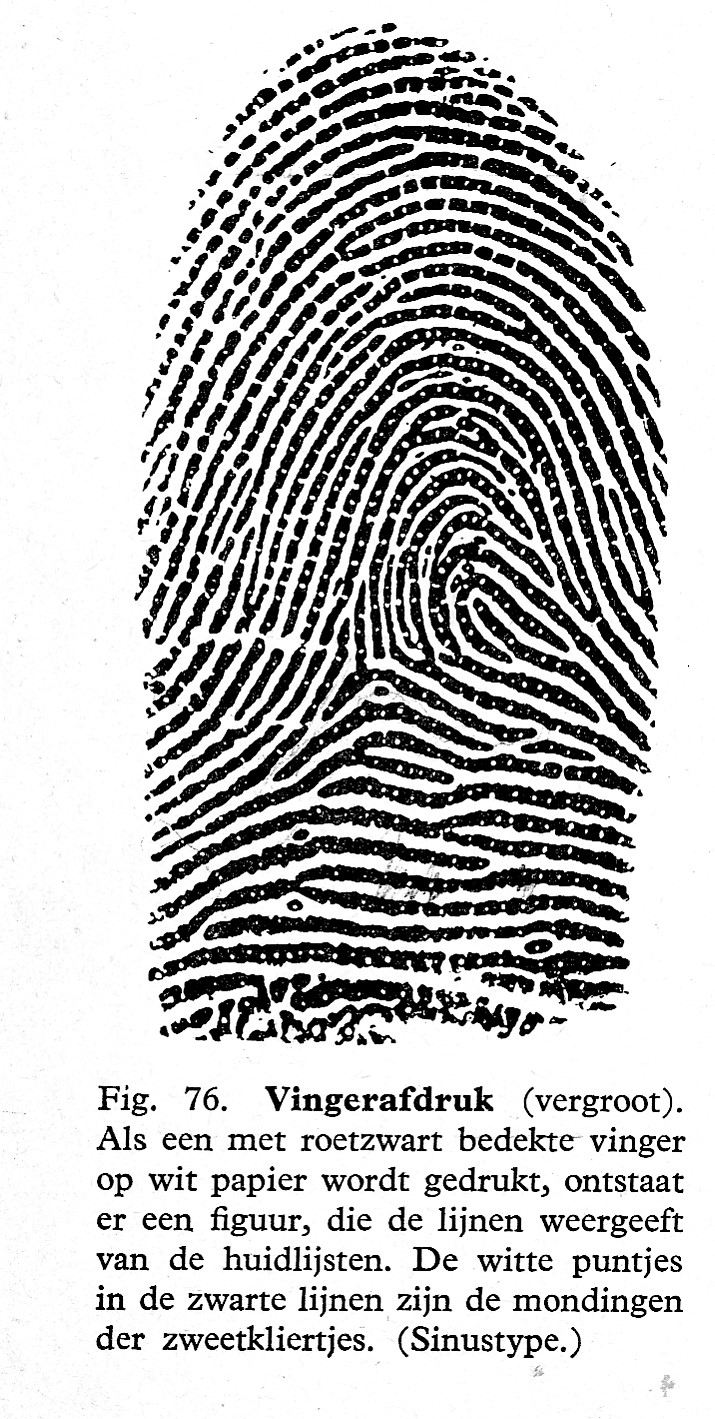 Fig. 76. Vingerafdruk (vergroot).
Als een met roetzwart bedekte vinger
op wit papier wordt gedrukt, ontstaat
er een figuur, die de lijnen weergeeft
van de huidlijsten. De witte puntjes
in de zwarte lijnen zijn de mondingen
der zweetkliertjes. (Sinustype.)